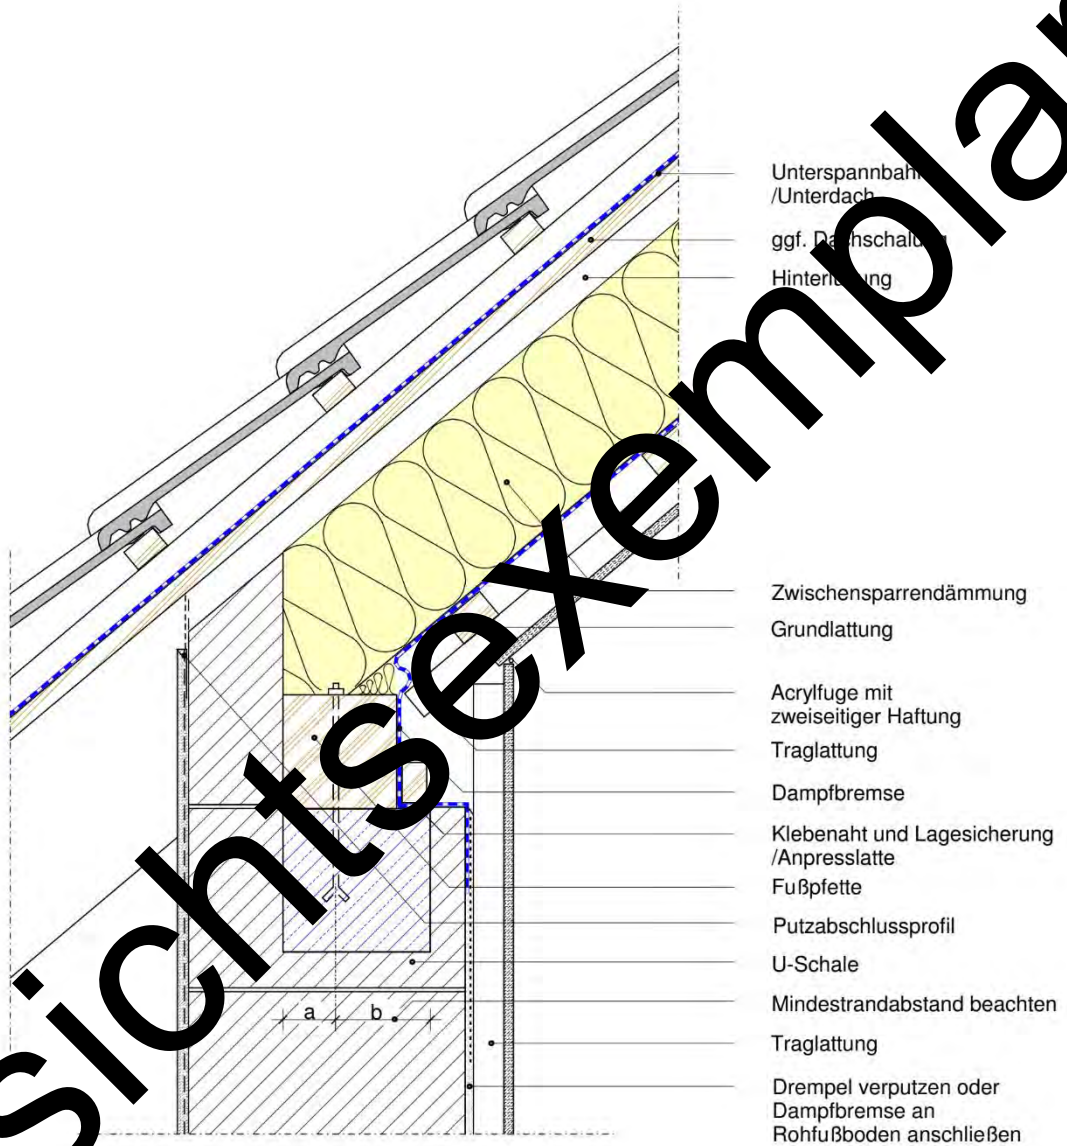 Unterspannbahn
/Unterdach
ggf. Dachschalung
Hinterlüftung
Zwischensparrendämmung
Grundlattung
Acrylfuge mit
zweiseitiger Haftung
Traglattung
Dampfbremse
Klebenaht und Lagesicherung
/Anpresslatte
Fußpfette
Putzabschlussprofil
U-Schale
Mindestrandabstand beachten
a b
Traglattung
Drempel verputzen oder
Dampfbremse an
Rohfußboden anschließen
sichtsexemplar